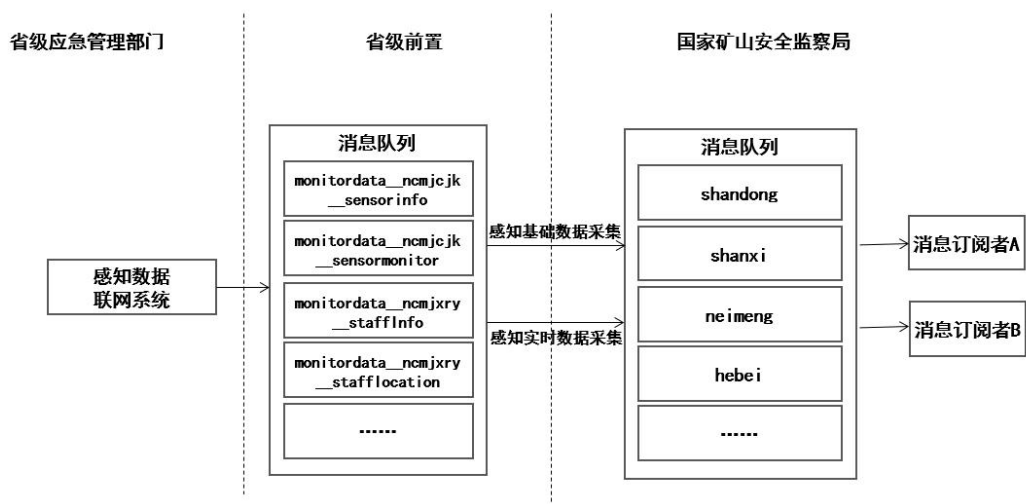 省级应急管理部门
省级前置
国家矿山安全监察局
感知数据
联网系统
消息队列
monitordata__ncmjcjk
__sensorinfo
monitordata__ncmjcjk
__sensormonitor
monitordata__ncmjxry
__staffInfo
monitordata__ncmjxry
__stafflocation
……
感知基础数据采集
感知实时数据采集
消息队列
shandong
shanxi
neimeng
hebei
……
消息订阅者A
消息订阅者B